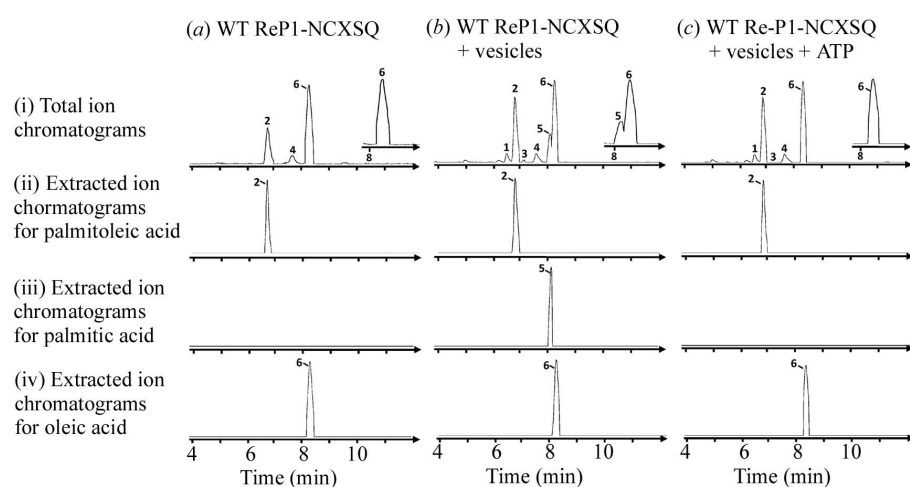 (a) WT ReP1-NCXSQ
(b) WT ReP1-NCXSQ
+ vesicles
(c) WT Re-P1-NCXSQ
+ vesicles + ATP
(i) Total ion
chromatograms
2
4
6
6
8
1
2
3
4
5
6
5
6
8
1
2
3
4
6
6
8
(ii) Extracted ion
chormatograms
for palmitoleic acid
2
2
2
(iii) Extracted ion
chromatograms
for palmitic acid
5
(iv) Extracted ion
chromatograms
for oleic acid
6
6
6
4 6 8 10
4 6 8 10
4 6 8 10
Time (min)
Time (min)
Time (min)